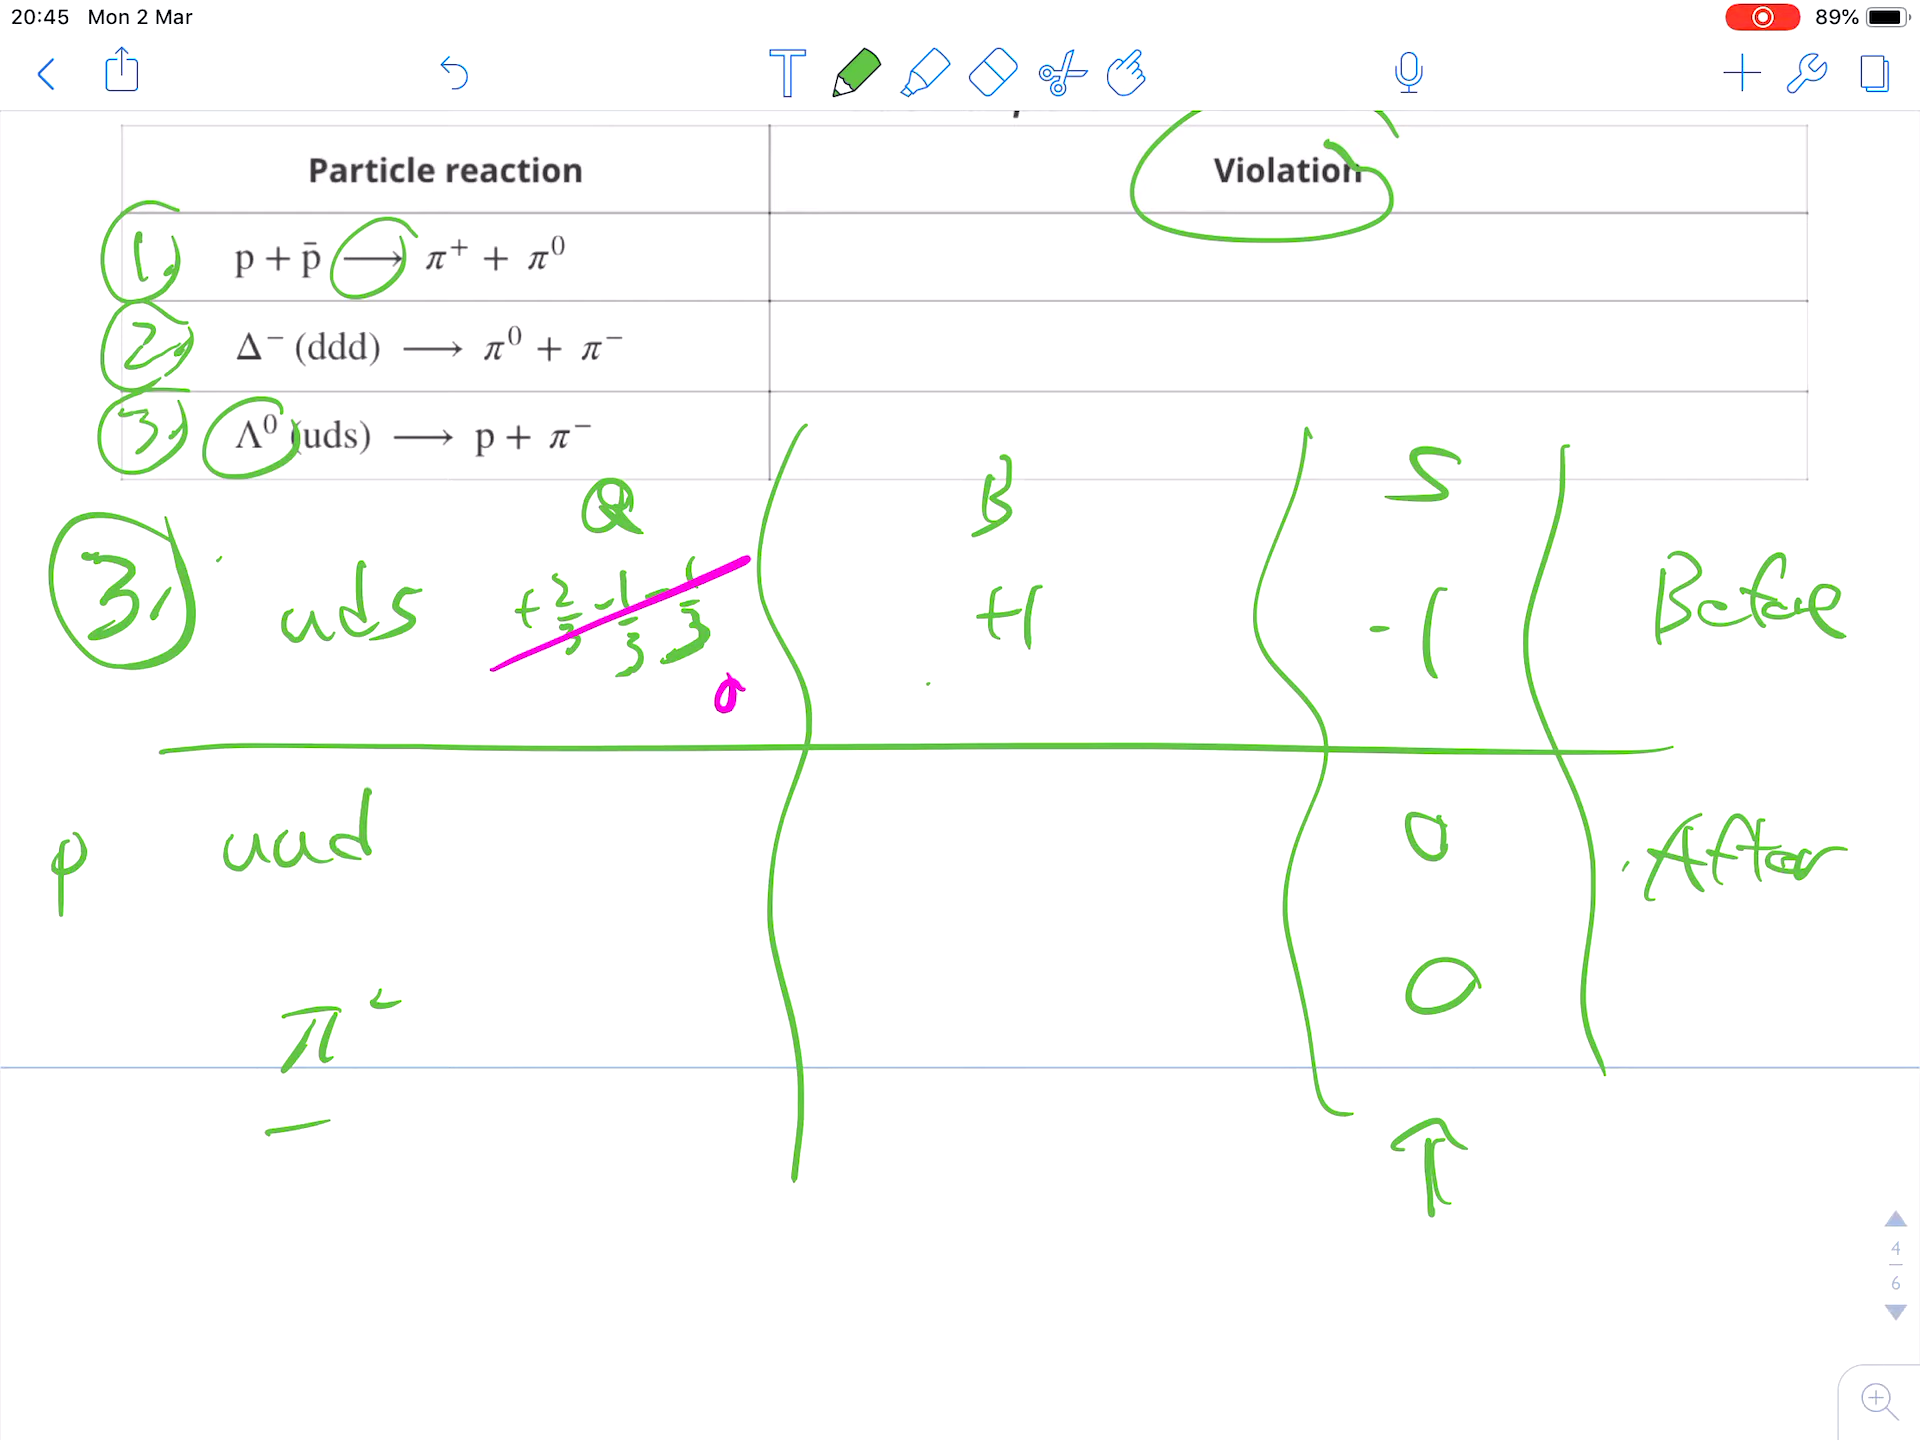 20:45 Mon 2 Mar 89%
T
Particle reaction Violation
1. p + p̄ ⟶ π⁺ + π⁰
2. Δ⁻ (ddd) ⟶ π⁰ + π⁻
3. Λ⁰ (uds) ⟶ p + π⁻
Q B S
3. uds +2/3 -1/3 -1/3 +1 -1 Before
0
p uud 0 After
π⁻ 0
↑
4
6